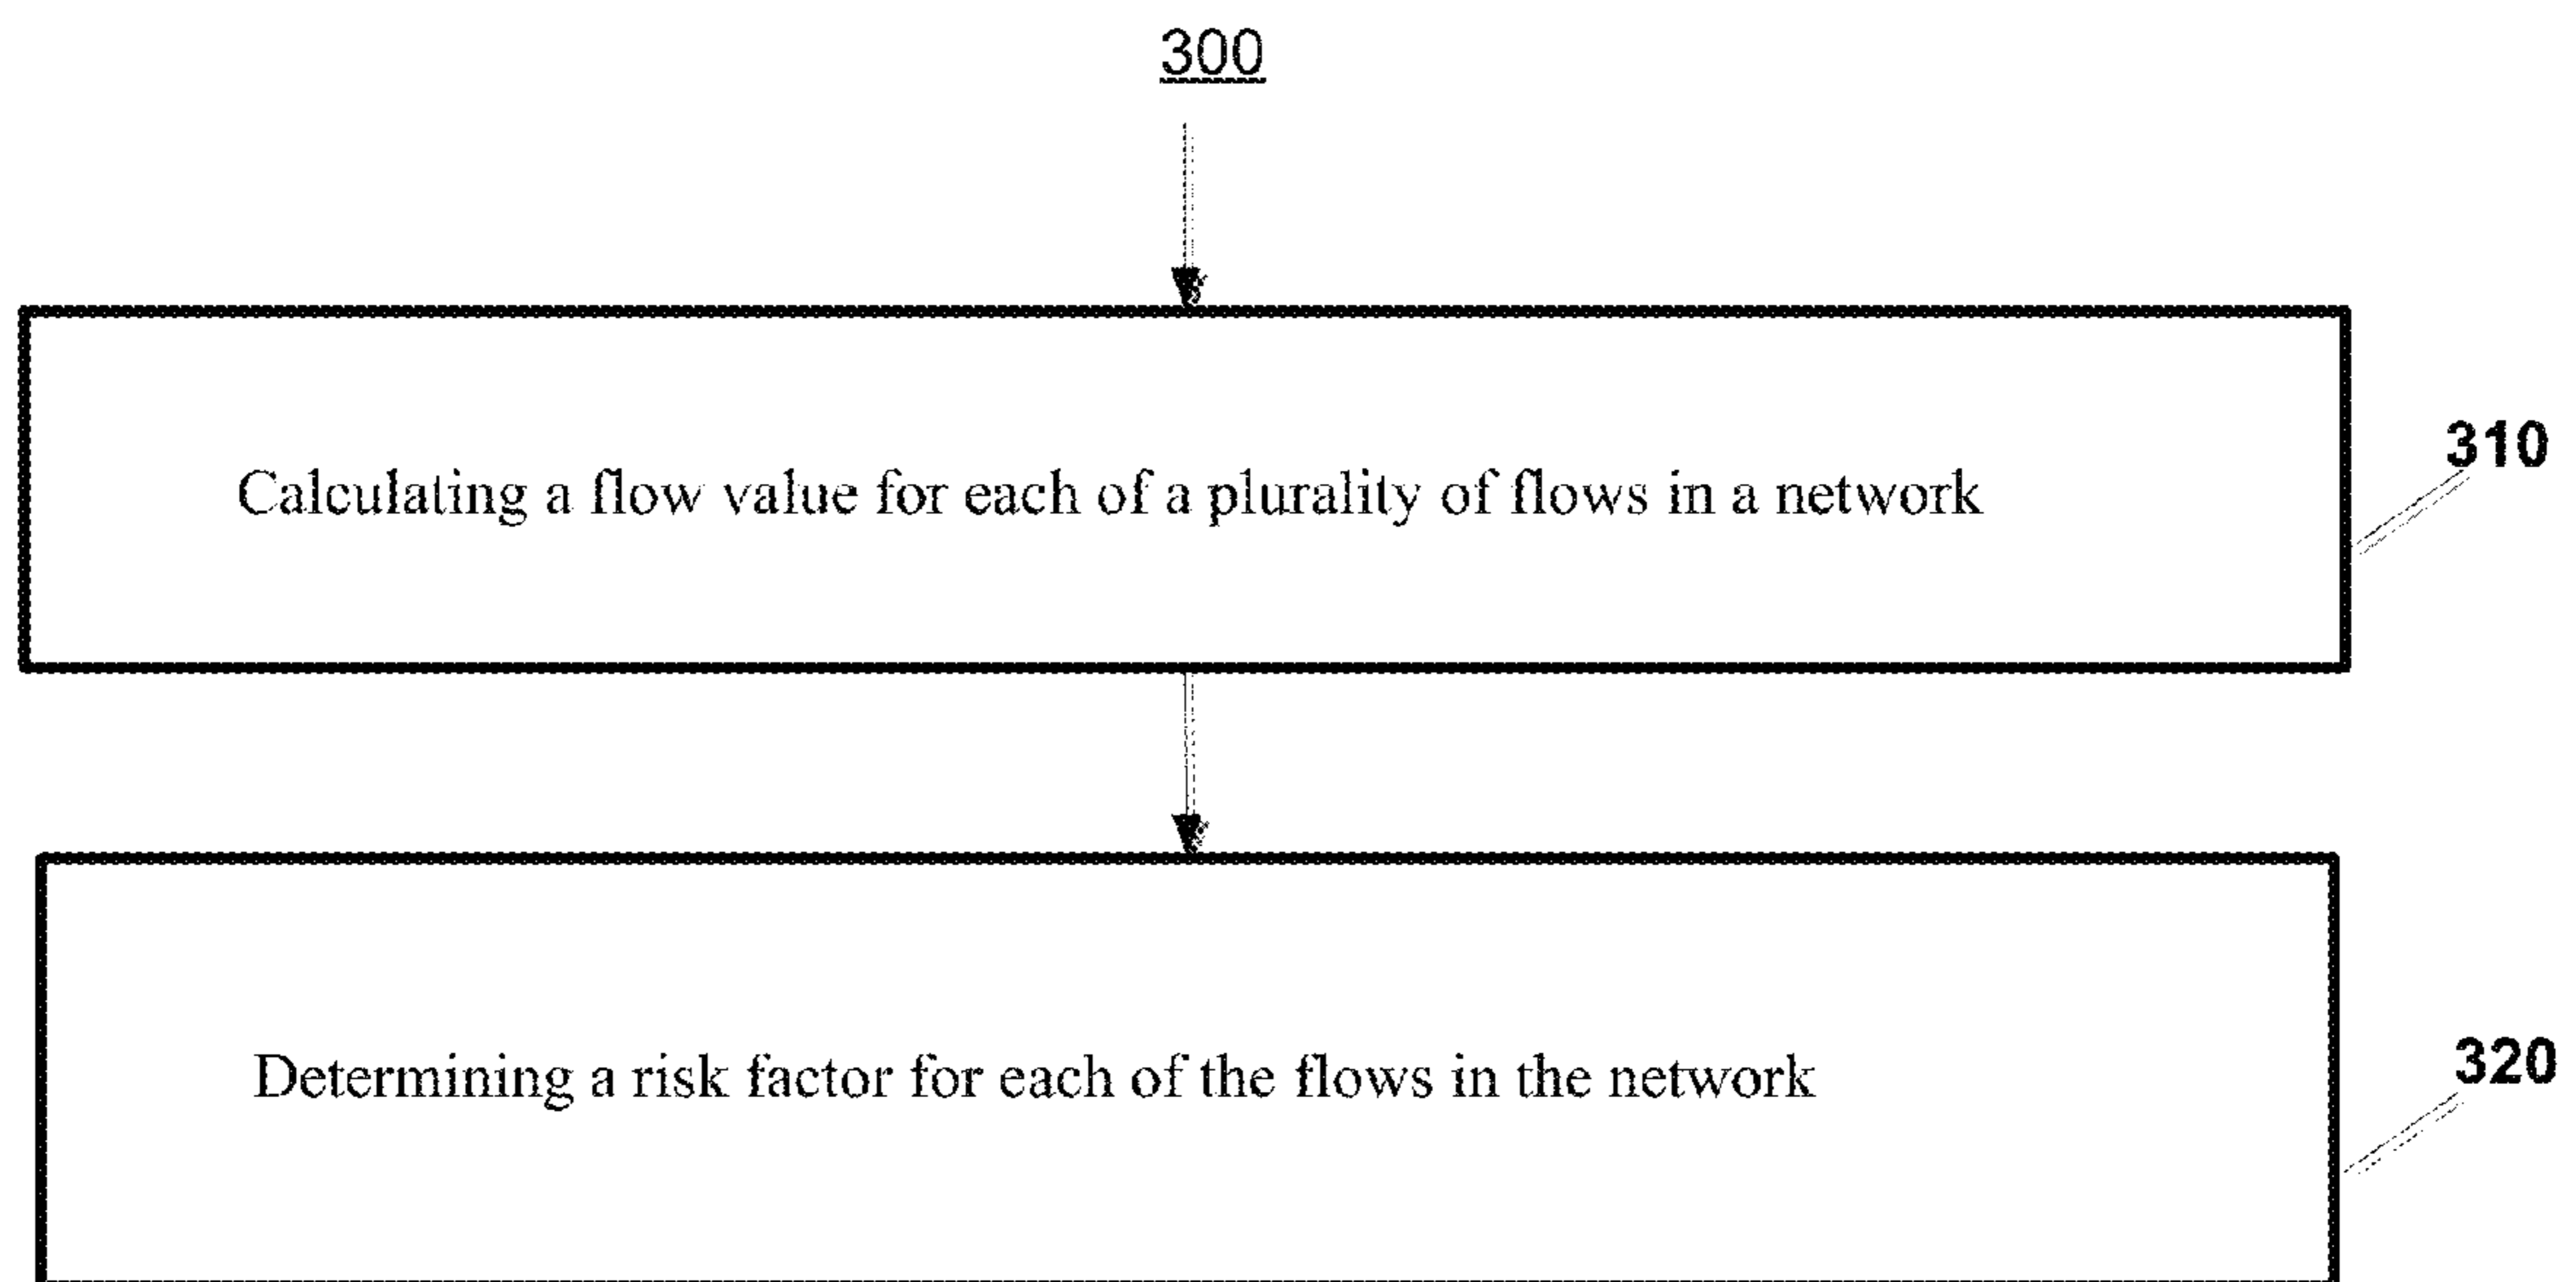 300
Calculating a flow value for each of a plurality of flows in a network
310
Determining a risk factor for each of the flows in the network
320